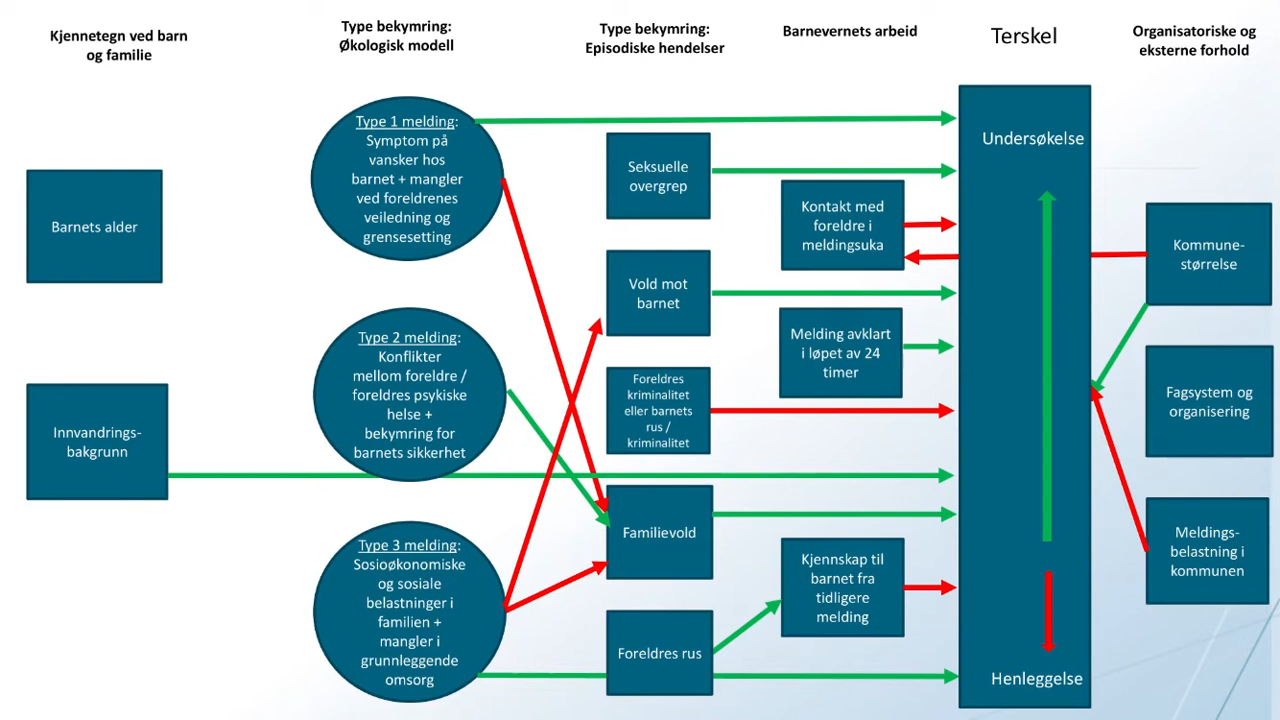 Kjennetegn ved barn
og familie
Type bekymring:
Økologisk modell
Type bekymring:
Episodiske hendelser
Barnevernets arbeid
Terskel
Organisatoriske og
eksterne forhold
Barnets alder
Innvandrings-
bakgrunn
Type 1 melding:
Symptom på
vansker hos
barnet + mangler
ved foreldrenes
veiledning og
grensesetting
Type 2 melding:
Konflikter
mellom foreldre /
foreldres psykiske
helse +
bekymring for
barnets sikkerhet
Type 3 melding:
Sosioøkonomiske
og sosiale
belastninger i
familien +
mangler i
grunnleggende
omsorg
Seksuelle
overgrep
Vold mot
barnet
Foreldres
kriminalitet
eller barnets
rus /
kriminalitet
Familievold
Foreldres rus
Kontakt med
foreldre i
meldingsuka
Melding avklart
i løpet av 24
timer
Kjennskap til
barnet fra
tidligere
melding
Undersøkelse
Henleggelse
Kommune-
størrelse
Fagsystem og
organisering
Meldings-
belastning i
kommunen